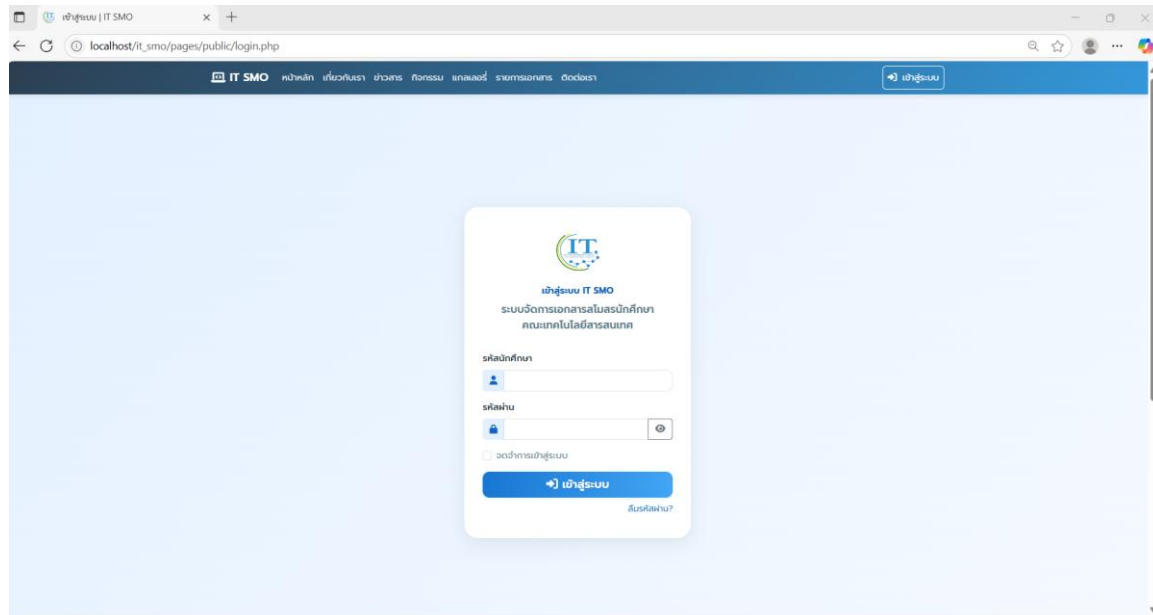 เข้าสู่ระบบ | IT SMO
localhost/it_smo/pages/public/login.php
IT SMO หน้าหลัก เกี่ยวกับเรา ข่าวสาร กิจกรรม แกลเลอรี่ รายการเอกสาร ติดต่อเรา เข้าสู่ระบบ
IT
เข้าสู่ระบบ IT SMO
ระบบจัดการเอกสารสโมสรนักศึกษา
คณะเทคโนโลยีสารสนเทศ
รหัสนักศึกษา
รหัสผ่าน
จดจำการเข้าสู่ระบบ
เข้าสู่ระบบ
ลืมรหัสผ่าน?